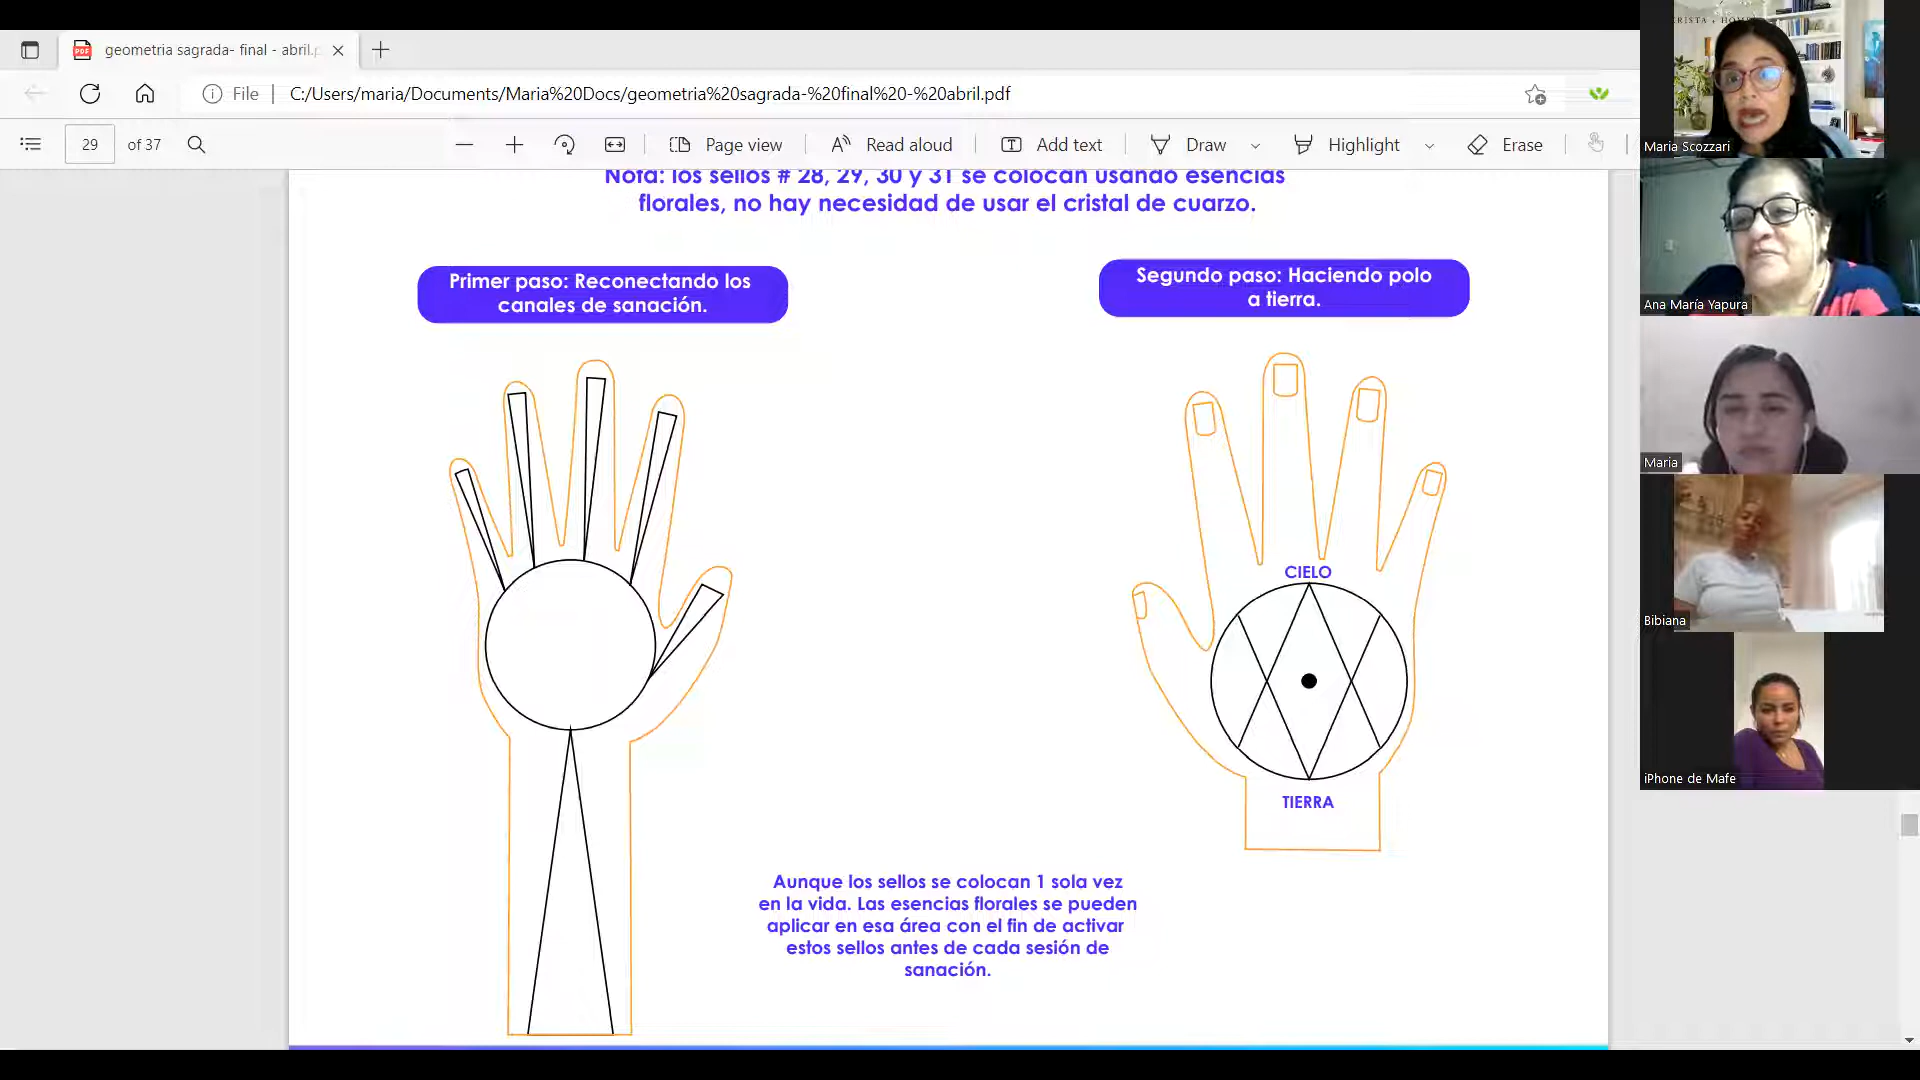 geometria sagrada- final - abril.p
File
C:/Users/maria/Documents/Maria%20Docs/geometria%20sagrada-%20final%20-%20abril.pdf
29 of 37
Page view
Read aloud
Add text
Draw
Highlight
Erase
Nota: los sellos # 28, 29, 30 y 31 se colocan usando esencias
florales, no hay necesidad de usar el cristal de cuarzo.
Primer paso: Reconectando los
canales de sanación.
Segundo paso: Haciendo polo
a tierra.
CIELO
TIERRA
Aunque los sellos se colocan 1 sola vez
en la vida. Las esencias florales se pueden
aplicar en esa área con el fin de activar
estos sellos antes de cada sesión de
sanación.
Maria Scozzari
Ana María Yapura
Maria
Bibiana
iPhone de Mafe